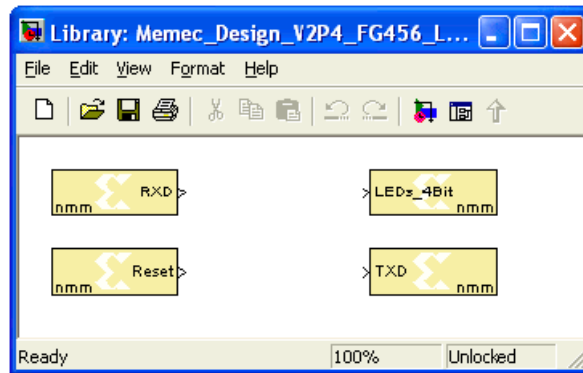 Library: Memec_Design_V2P4_FG456_L...
File Edit View Format Help
RXD
nmm
LEDs_4Bit
nmm
Reset
nmm
TXD
nmm
Ready 100% Unlocked